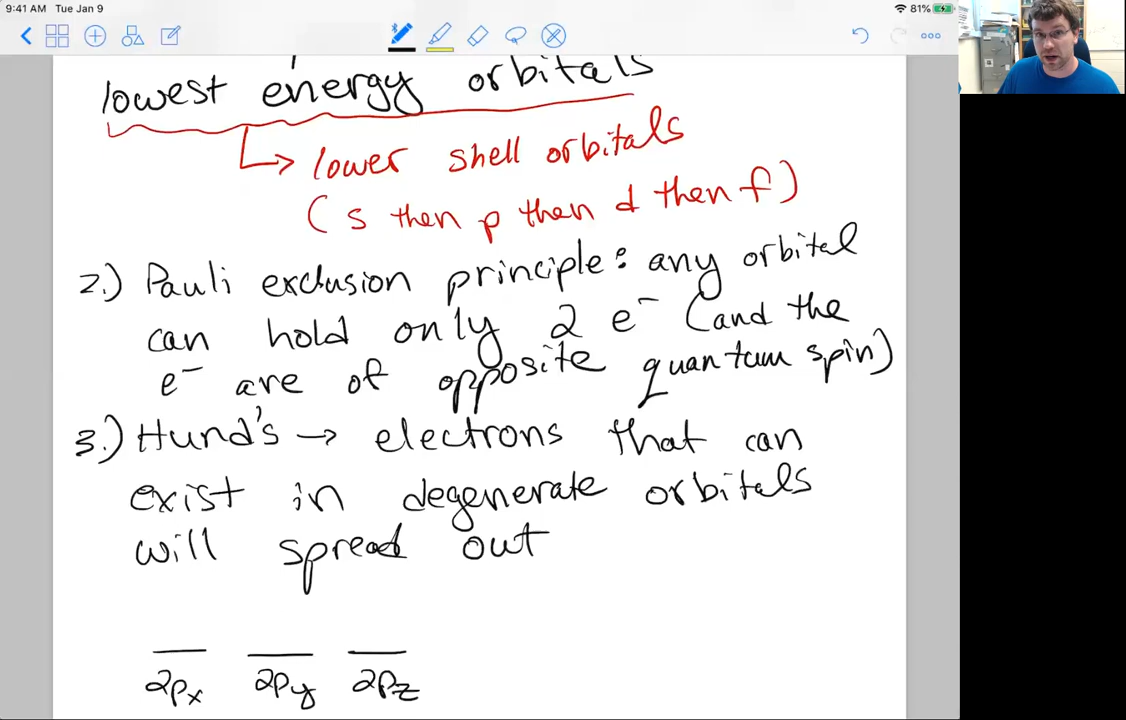 9:41 AM Tue Jan 9
81%
lowest energy orbitals
lower shell orbitals
(s then p then d then f)
2.) Pauli exclusion principle: any orbital
can hold only 2 e⁻ (and the
e⁻ are of opposite quantum spin)
3.) Hund's → electrons that can
exist in degenerate orbitals
will spread out
2px 2py 2pz